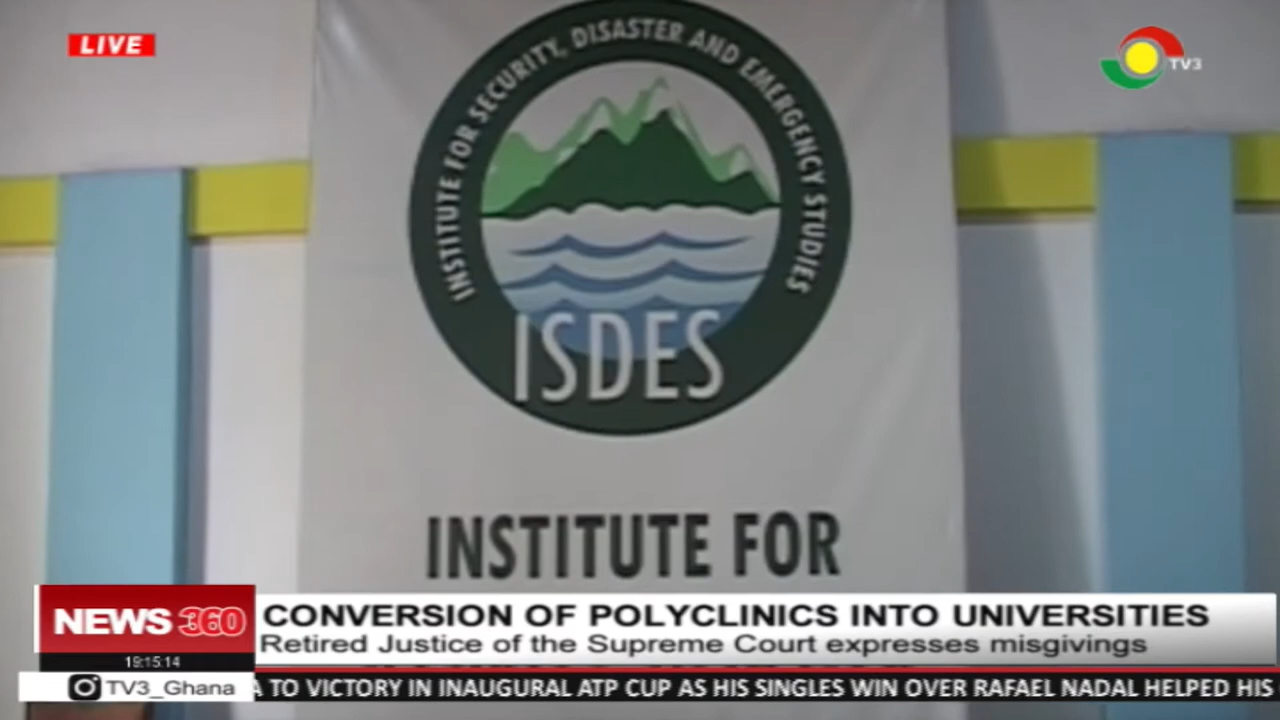 LIVE
TV3
INSTITUTE FOR SECURITY, DISASTER AND EMERGENCY STUDIES
ISDES
INSTITUTE FOR
NEWS 360
CONVERSION OF POLYCLINICS INTO UNIVERSITIES
Retired Justice of the Supreme Court expresses misgivings
19:15:14
TV3_Ghana
A TO VICTORY IN INAUGURAL ATP CUP AS HIS SINGLES WIN OVER RAFAEL NADAL HELPED HIS